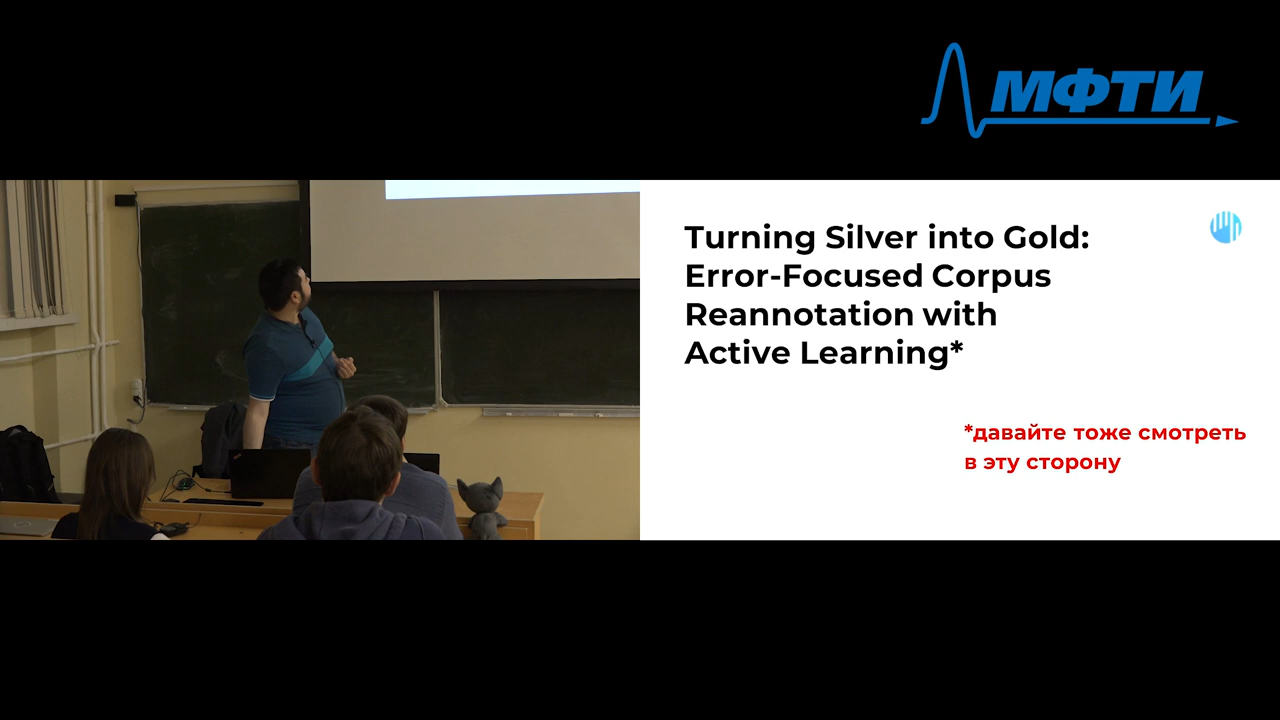 МФТИ
Turning Silver into Gold:
Error-Focused Corpus
Reannotation with
Active Learning*
*давайте тоже смотреть
в эту сторону